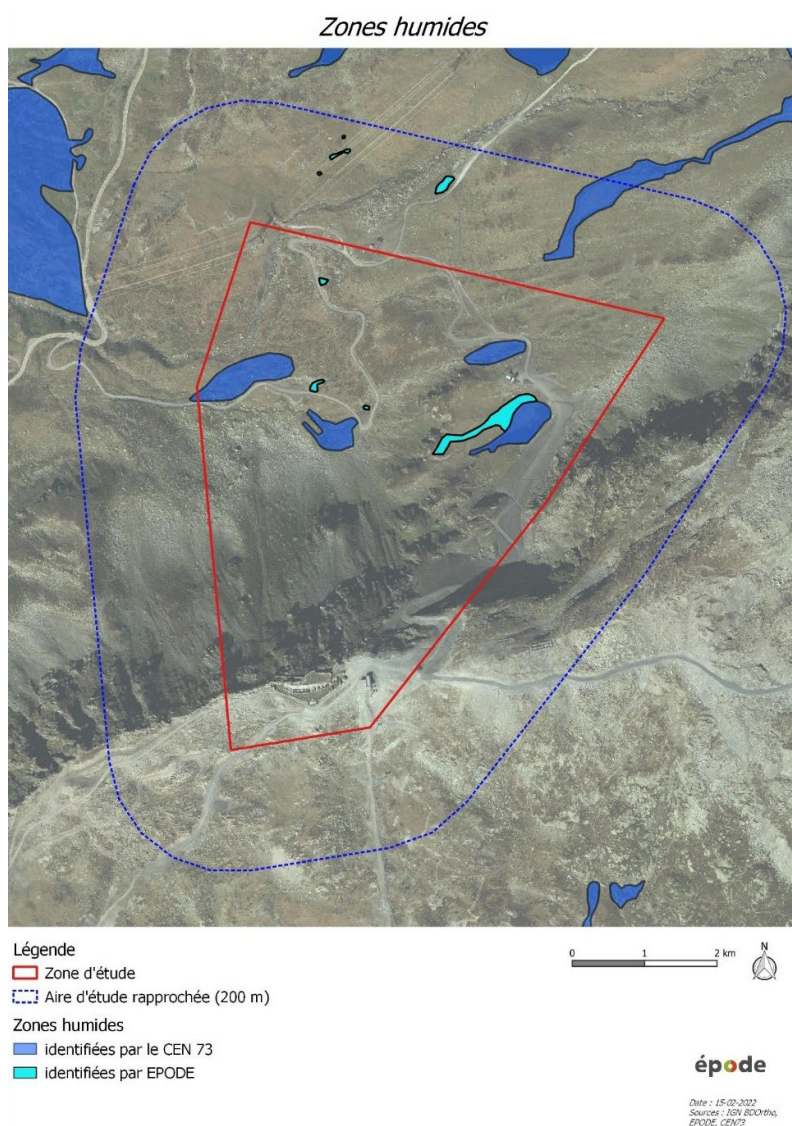 Zones humides
Légende
Zone d'étude
Aire d'étude rapprochée (200 m)
Zones humides
identifiées par le CEN 73
identifiées par EPODE
0 1 2 km
N
épode
Date : 15-02-2022
Sources : IGN BDOrtho,
EPODE, CEN73